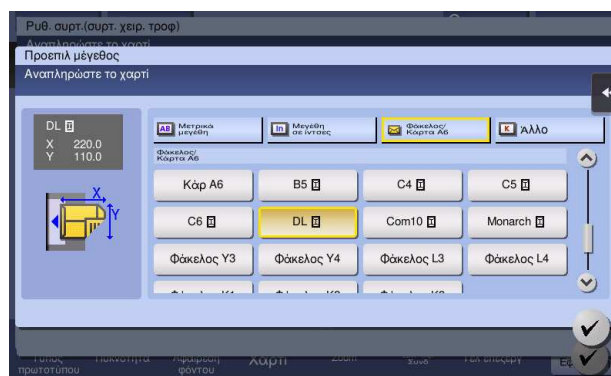 Ρυθ. συρτ.(συρτ. χειρ. τροφ)
Αναπληρώστε το χαρτί
Προεπιλ μέγεθος
Αναπληρώστε το χαρτί
DL
X 220.0
Y 110.0
X
Y
AB Μετρικά μεγέθη
In Μεγέθη σε ίντσες
Φάκελος/ Κάρτα A6
K Άλλο
Φάκελος/
Κάρτα A6
Κάρ A6 B5 C4 C5
C6 DL Com10 Monarch
Φάκελος Y3 Φάκελος Y4 Φάκελος L3 Φάκελος L4
Τύπος πρωτοτύπου Πυκνότητα Αφαίρεση φόντου Χαρτί Zoom